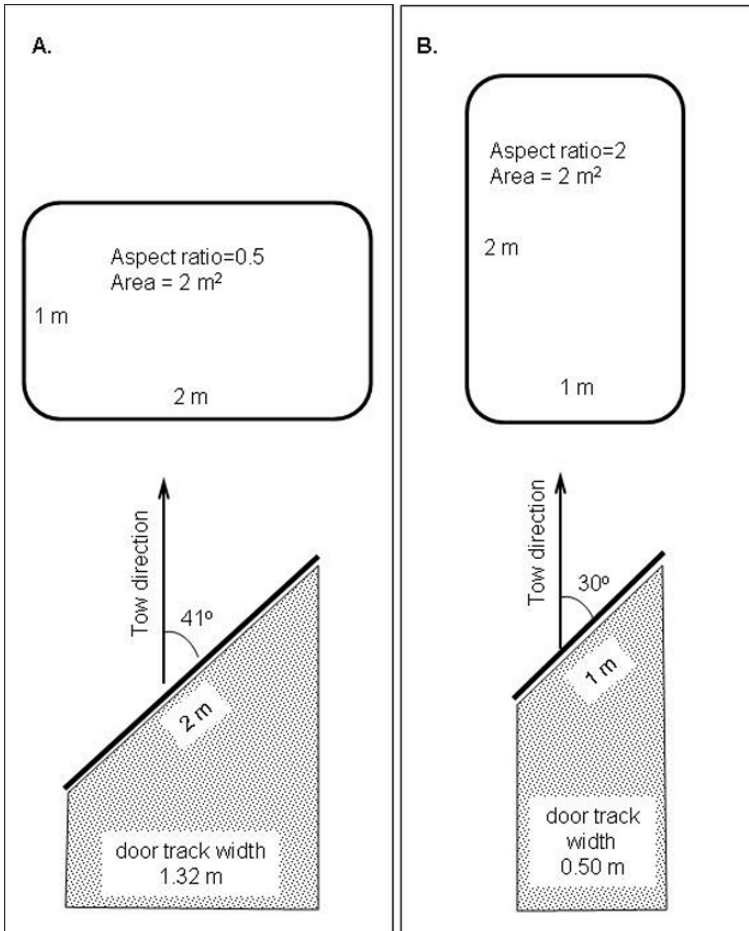 A.
Aspect ratio=0.5
Area = 2 m²
1 m
2 m
Tow direction
41º
2 m
door track width
1.32 m
B.
Aspect ratio=2
Area = 2 m²
2 m
1 m
Tow direction
30º
1 m
door track
width
0.50 m